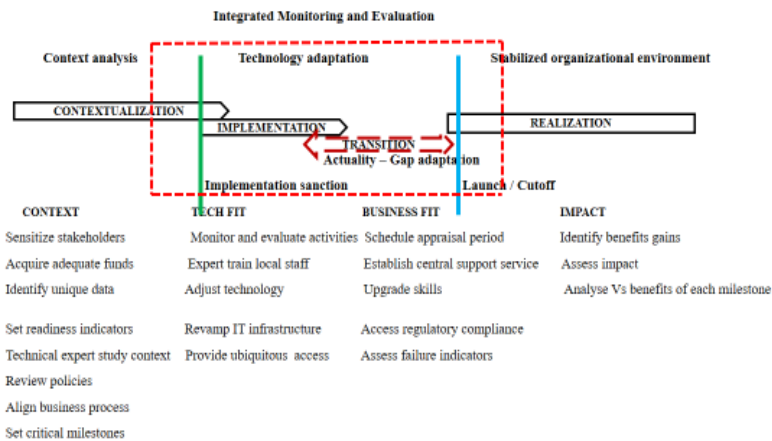 Integrated Monitoring and Evaluation
Context analysis Technology adaptation Stabilized organizational environment
CONTEXTUALIZATION
IMPLEMENTATION REALIZATION
TRANSITION
Actuality – Gap adaptation
Implementation sanction Launch / Cutoff
CONTEXT TECH FIT BUSINESS FIT IMPACT
Sensitize stakeholders Monitor and evaluate activities Schedule appraisal period Identify benefits gains
Acquire adequate funds Expert train local staff Establish central support service Assess impact
Identify unique data Adjust technology Upgrade skills Analyse Vs benefits of each milestone
Set readiness indicators Revamp IT infrastructure Access regulatory compliance
Technical expert study context Provide ubiquitous access Assess failure indicators
Review policies
Align business process
Set critical milestones